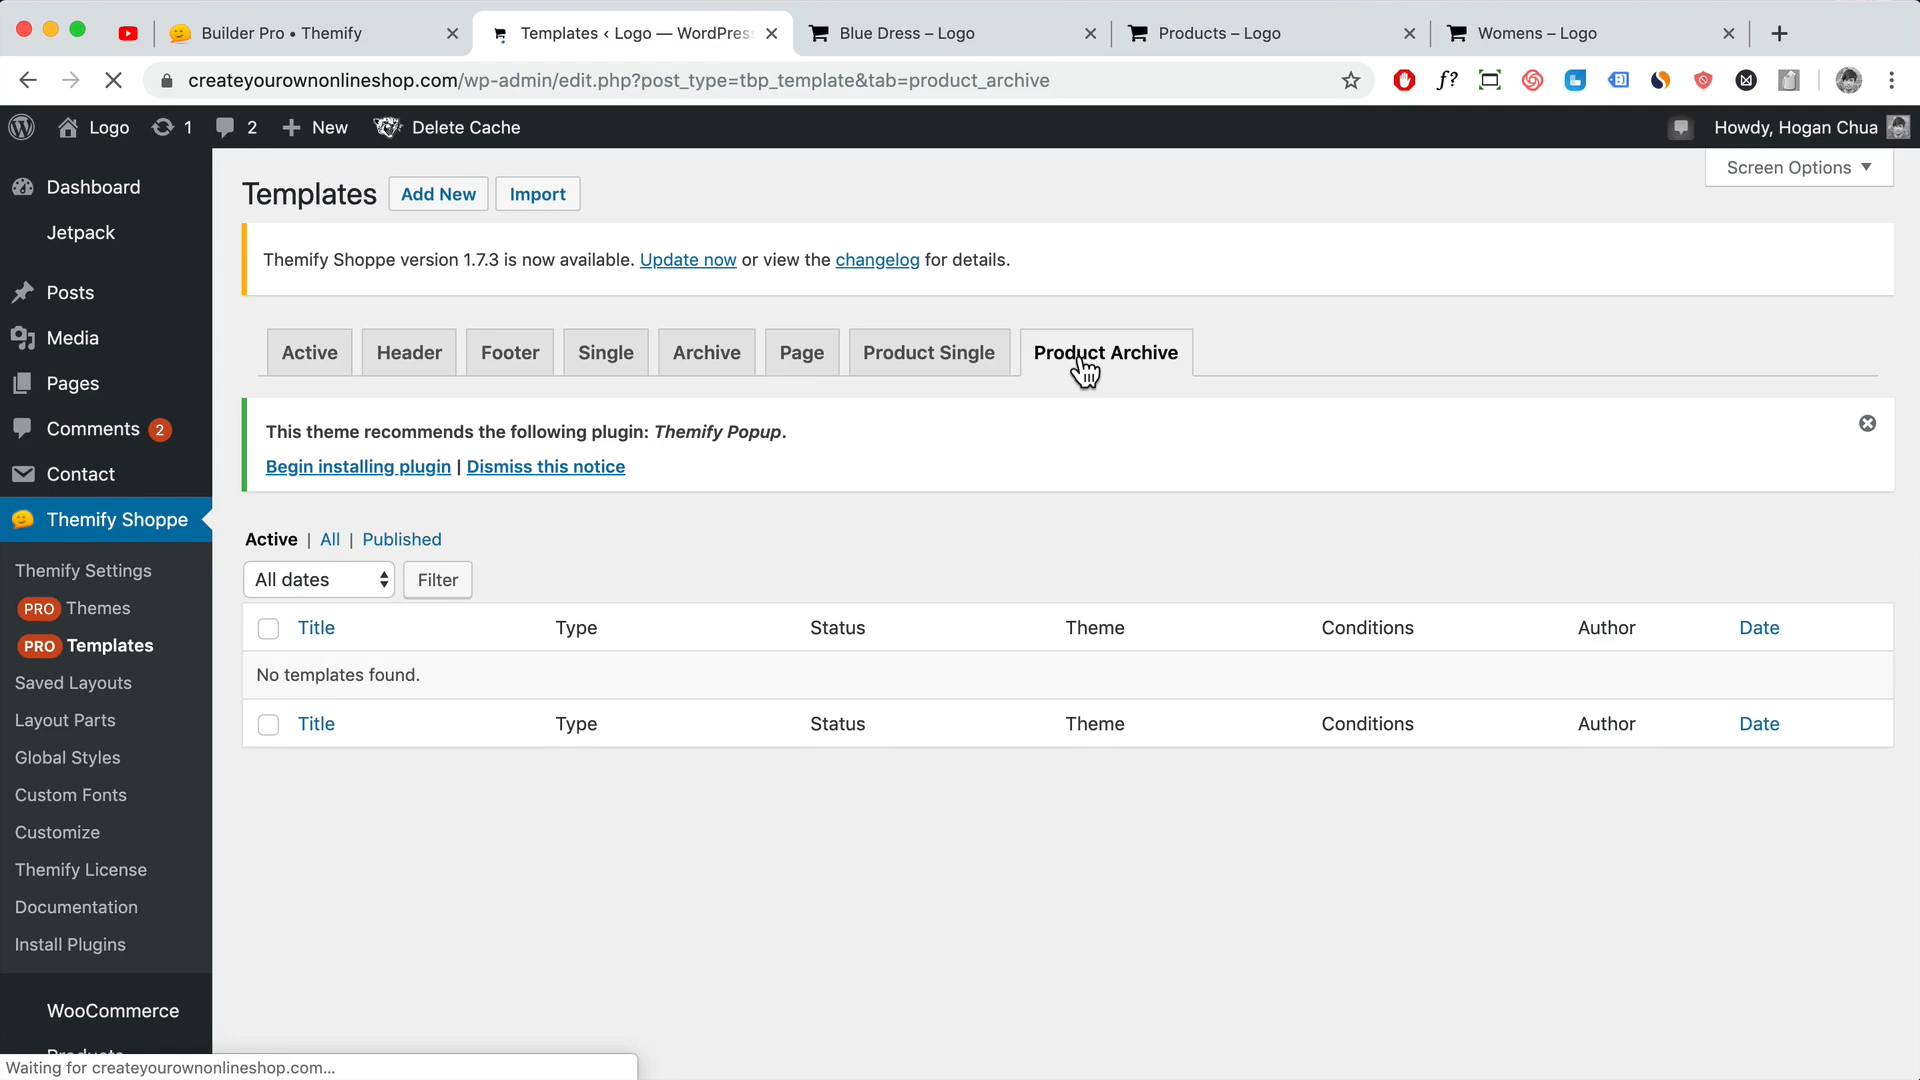 Builder Pro • Themify
Templates ‹ Logo — WordPres
Blue Dress – Logo
Products – Logo
Womens – Logo
createyourownonlineshop.com/wp-admin/edit.php?post_type=tbp_template&tab=product_archive
f?
Logo
1
2
New
Delete Cache
Howdy, Hogan Chua
Screen Options
Dashboard
Jetpack
Posts
Media
Pages
Comments 2
Contact
Themify Shoppe
Themify Settings
PRO Themes
PRO Templates
Saved Layouts
Layout Parts
Global Styles
Custom Fonts
Customize
Themify License
Documentation
Install Plugins
WooCommerce
Templates
Add New
Import
Themify Shoppe version 1.7.3 is now available. Update now or view the changelog for details.
Active
Header
Footer
Single
Archive
Page
Product Single
Product Archive
This theme recommends the following plugin: Themify Popup.
Begin installing plugin | Dismiss this notice
Active | All | Published
All dates
Filter
Title Type Status Theme Conditions Author Date
No templates found.
Title Type Status Theme Conditions Author Date
Waiting for createyourownonlineshop.com...